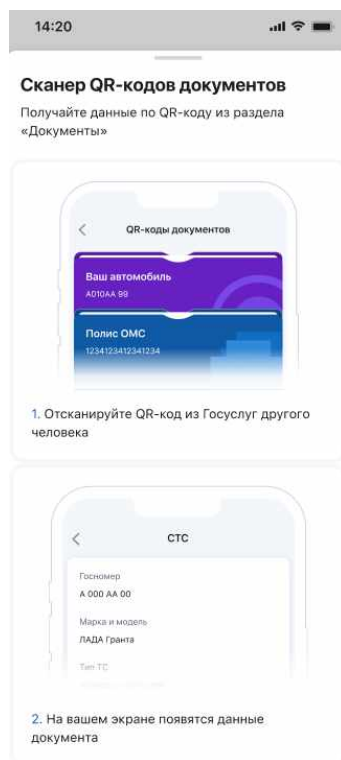 14:20
Сканер QR-кодов документов
Получайте данные по QR-коду из раздела
«Документы»
QR-коды документов
Ваш автомобиль
А010АА 99
Полис ОМС
1234123412341234
1. Отсканируйте QR-код из Госуслуг другого
человека
СТС
Госномер
А 000 АА 00
Марка и модель
ЛАДА Гранта
Тип ТС
2. На вашем экране появятся данные
документа